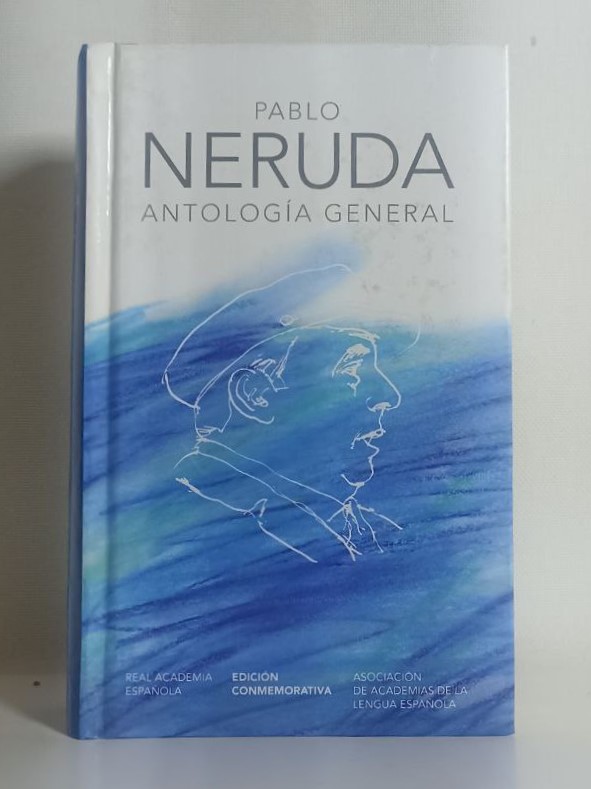 PABLO
NERUDA
ANTOLOGÍA GENERAL
REAL ACADEMIA
ESPAÑOLA
EDICIÓN
CONMEMORATIVA
ASOCIACIÓN
DE ACADEMIAS DE LA
LENGUA ESPAÑOLA